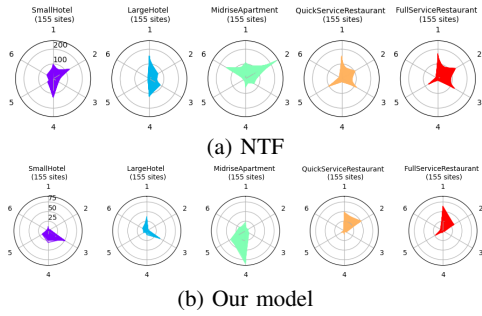 SmallHotel
(155 sites)
LargeHotel
(155 sites)
MidriseApartment
(155 sites)
QuickServiceRestaurant
(155 sites)
FullServiceRestaurant
(155 sites)
1 1 1 1 1
200
100
6 2 6 2 6 2 6 2 6 2
5 3 5 3 5 3 5 3 5 3
4 4 4 4 4
(a) NTF
SmallHotel
(155 sites)
LargeHotel
(155 sites)
MidriseApartment
(155 sites)
QuickServiceRestaurant
(155 sites)
FullServiceRestaurant
(155 sites)
1 1 1 1 1
75
50
25
6 2 6 2 6 2 6 2 6 2
5 3 5 3 5 3 5 3 5 3
4 4 4 4 4
(b) Our model